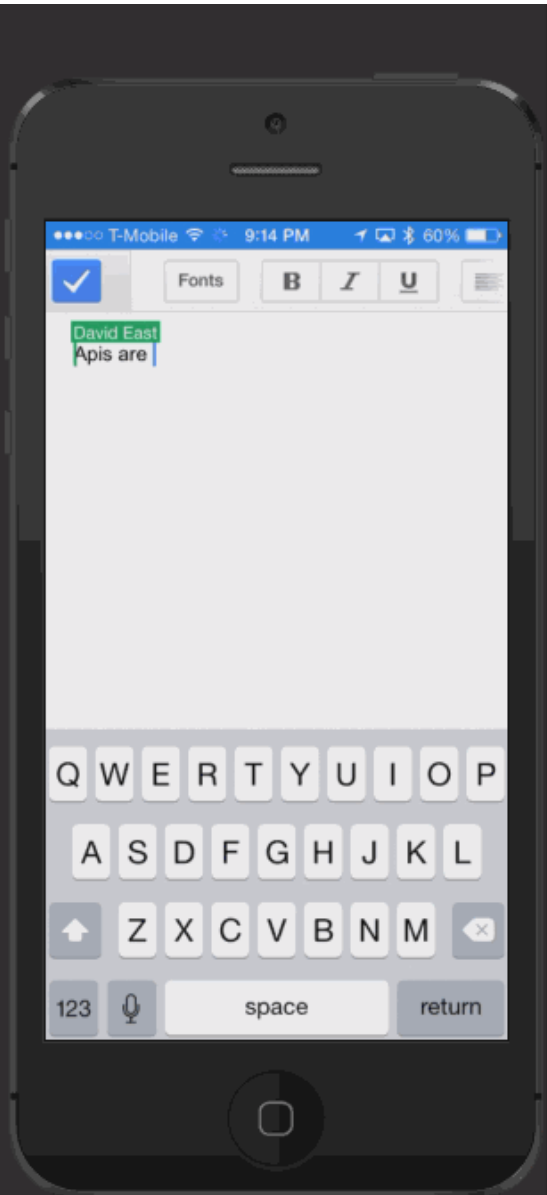 T-Mobile 9:14 PM 60%
Fonts B I U
David East
Apis are
Q W E R T Y U I O P
A S D F G H J K L
Z X C V B N M
123 space return